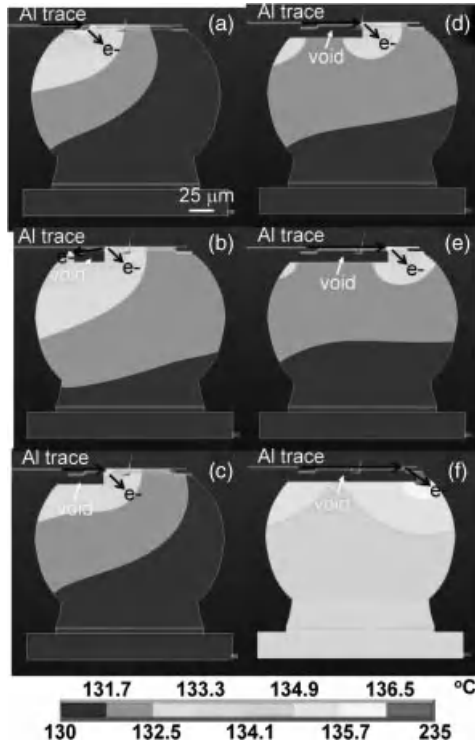 Al trace
(a)
e-
25 μm
Al trace
(d)
void
e-
Al trace
(b)
e-
void
e-
Al trace
(e)
void
e-
Al trace
(c)
void
e-
Al trace
(f)
void
e-
°C
131.7 133.3 134.9 136.5
130 132.5 134.1 135.7 235